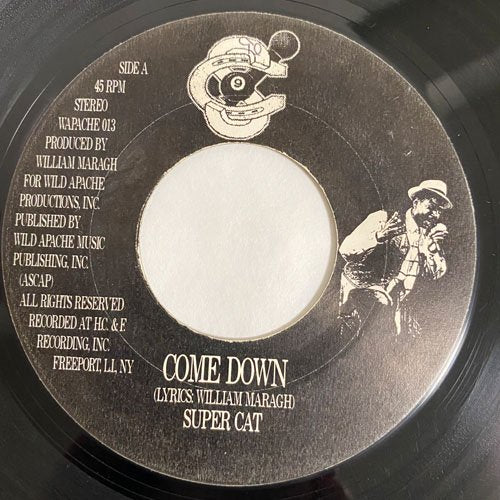 90
9
SIDE A
45 RPM
STEREO
WAPACHE 013
PRODUCED BY
WILLIAM MARAGH
FOR WILD APACHE
PRODUCTIONS, INC.
PUBLISHED BY
WILD APACHE MUSIC
PUBLISHING, INC.
(ASCAP)
ALL RIGHTS RESERVED
RECORDED AT H.C. & F.
RECORDING, INC.
FREEPORT, L.I., NY
COME DOWN
(LYRICS: WILLIAM MARAGH)
SUPER CAT